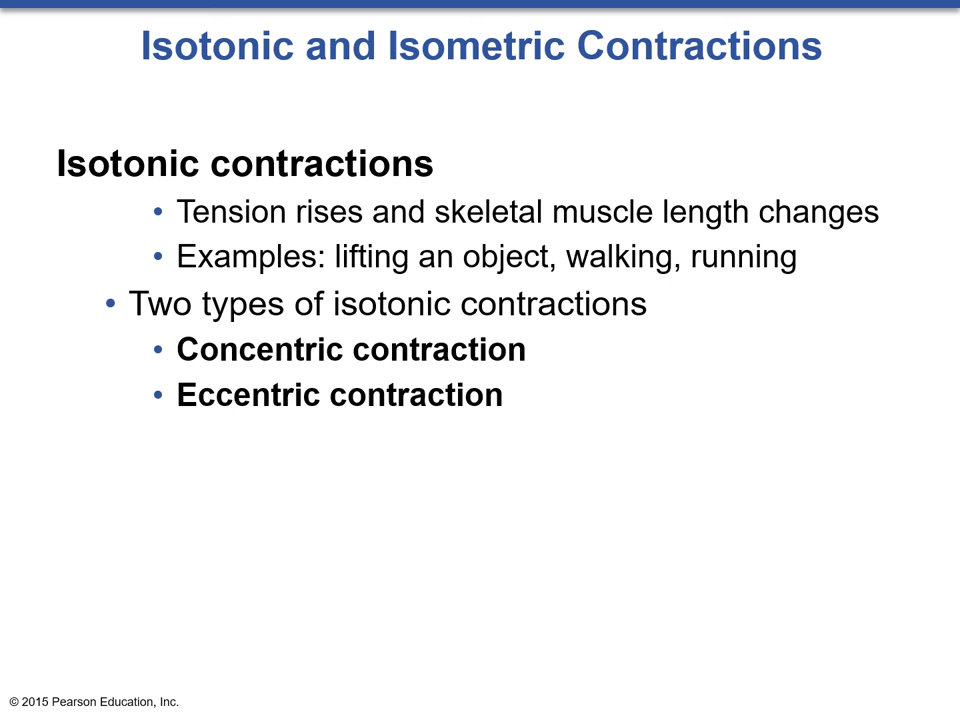 Isotonic and Isometric Contractions
Isotonic contractions
• Tension rises and skeletal muscle length changes
• Examples: lifting an object, walking, running
• Two types of isotonic contractions
• Concentric contraction
• Eccentric contraction
© 2015 Pearson Education, Inc.